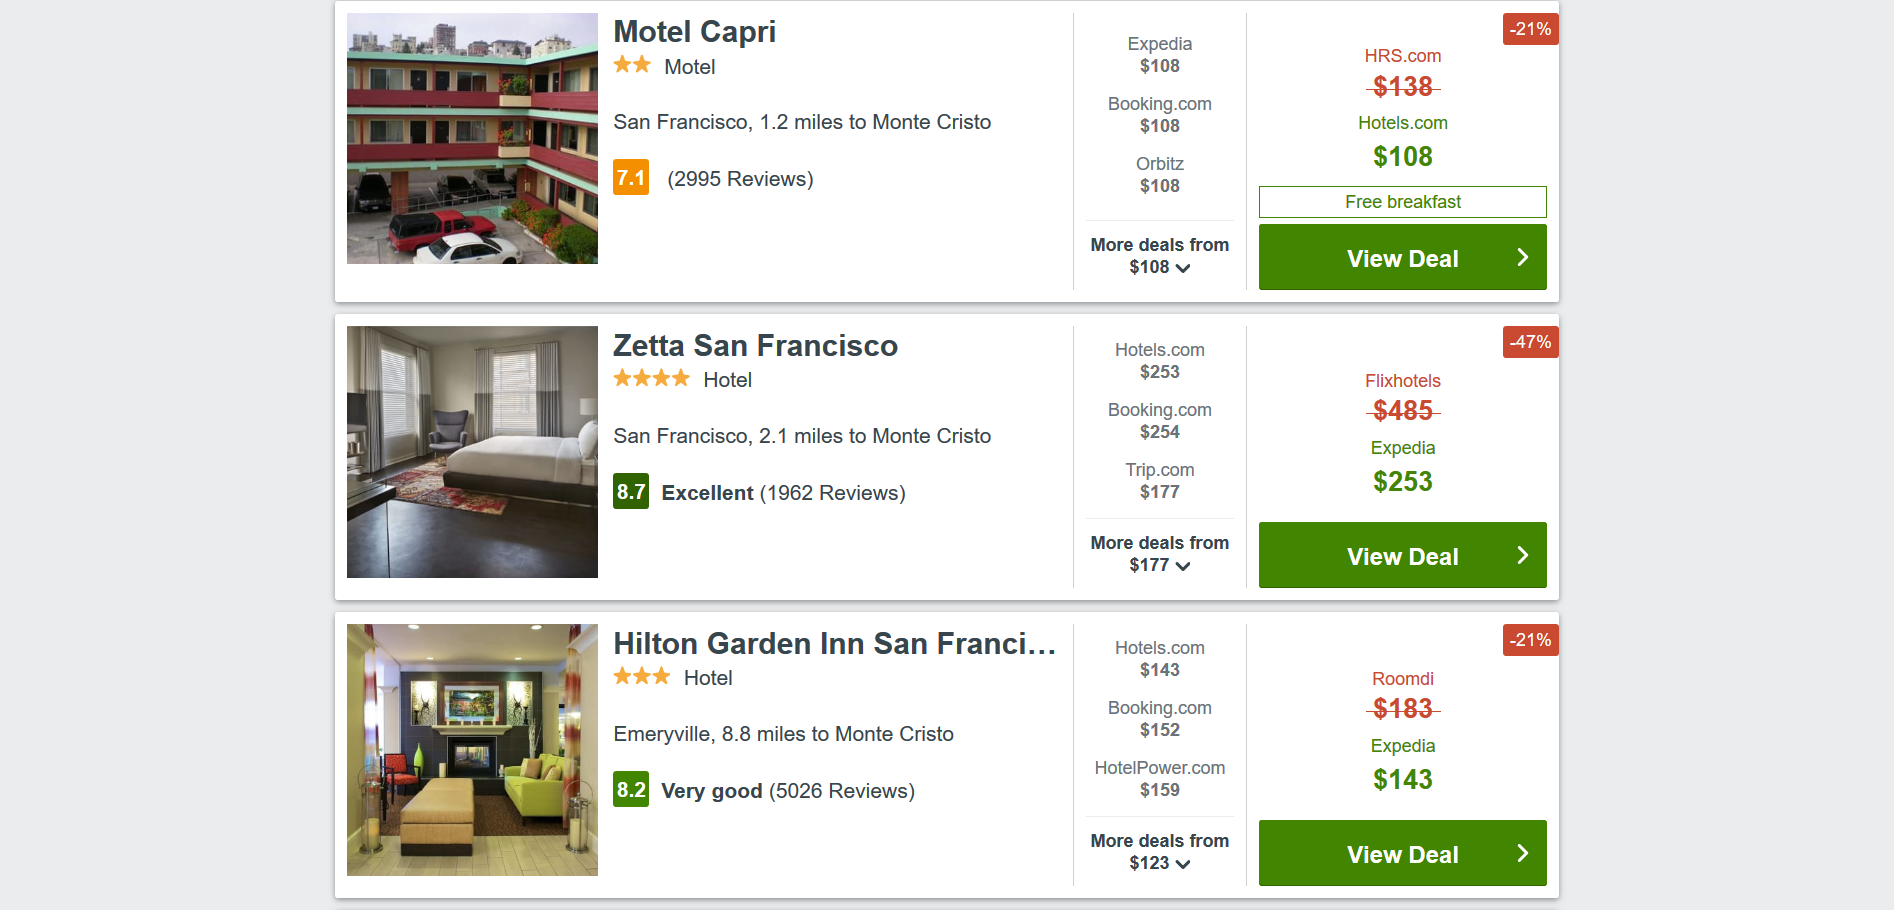 Motel Capri
Motel
San Francisco, 1.2 miles to Monte Cristo
7.1 (2995 Reviews)
Expedia
$108
Booking.com
$108
Orbitz
$108
More deals from
$108
-21%
HRS.com
$138
Hotels.com
$108
Free breakfast
View Deal
Zetta San Francisco
Hotel
San Francisco, 2.1 miles to Monte Cristo
8.7 Excellent (1962 Reviews)
Hotels.com
$253
Booking.com
$254
Trip.com
$177
More deals from
$177
-47%
Flixhotels
$485
Expedia
$253
View Deal
Hilton Garden Inn San Franci...
Hotel
Emeryville, 8.8 miles to Monte Cristo
8.2 Very good (5026 Reviews)
Hotels.com
$143
Booking.com
$152
HotelPower.com
$159
More deals from
$123
-21%
Roomdi
$183
Expedia
$143
View Deal